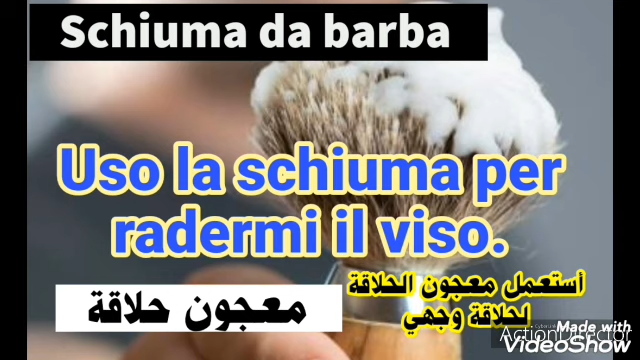 Schiuma da barba
Uso la schiuma per
radermi il viso.
أستعمل معجون الحلاقة
لحلاقة وجهي
معجون حلاقة
Made with
ActionDirector
VideoShow